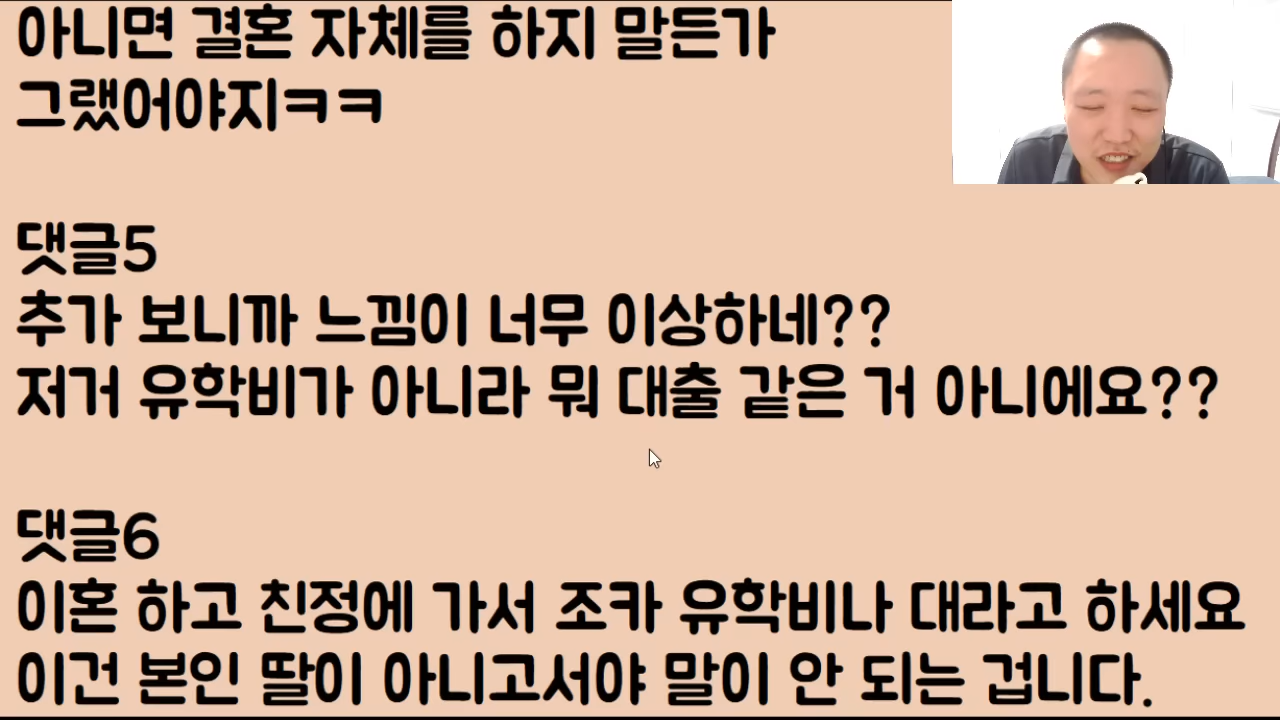 아니면 결혼 자체를 하지 말든가
그랬어야지ㅋㅋ
댓글5
추가 보니까 느낌이 너무 이상하네??
저거 유학비가 아니라 뭐 대출 같은 거 아니에요??
댓글6
이혼 하고 친정에 가서 조카 유학비나 대라고 하세요
이건 본인 딸이 아니고서야 말이 안 되는 겁니다.